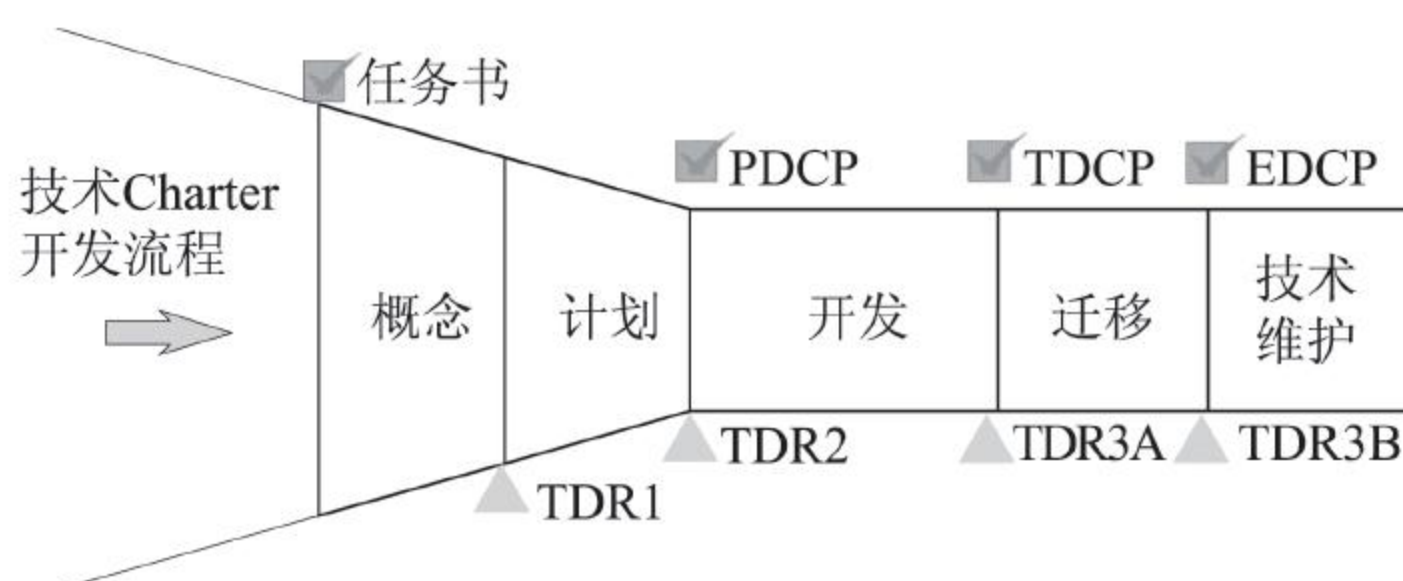 任务书
PDCP
TDCP
EDCP
技术Charter
开发流程
概念
计划
开发
迁移
技术
维护
TDR1
TDR2
TDR3A
TDR3B